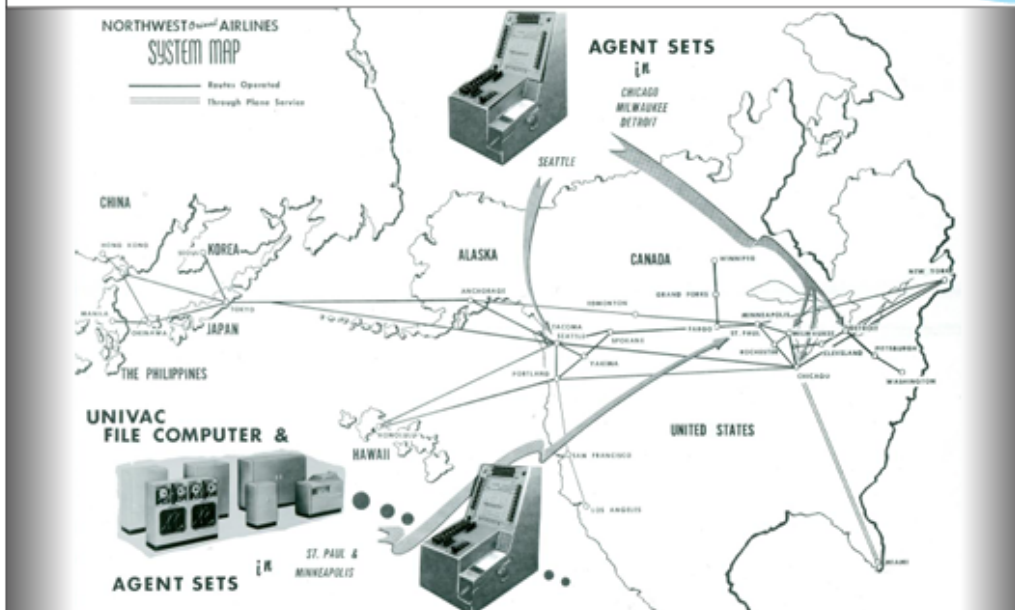 NORTHWEST Orient AIRLINES
SYSTEM MAP
Routes Operated
Through Plane Service
AGENT SETS
in
CHICAGO
MILWAUKEE
DETROIT
SEATTLE
CHINA
HONG KONG
SEOUL
KOREA
MANILA
OKINAWA
TOKYO
JAPAN
THE PHILIPPINES
ALASKA
ANCHORAGE
CANADA
WINNIPEG
EDMONTON
GRAND FORKS
NEW YORK
TACOMA
SEATTLE
SPOKANE
FARGO
MINNEAPOLIS
ST. PAUL
MILWAUKEE
DETROIT
ROCHESTER
CLEVELAND
PITTSBURGH
YAKIMA
PORTLAND
CHICAGO
WASHINGTON
UNIVAC
FILE COMPUTER &
HONOLULU
HAWAII
UNITED STATES
SAN FRANCISCO
LOS ANGELES
MIAMI
AGENT SETS
in
ST. PAUL &
MINNEAPOLIS